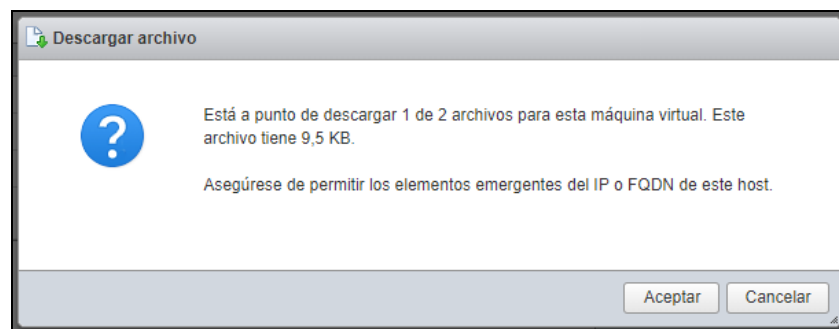 Descargar archivo
Está a punto de descargar 1 de 2 archivos para esta máquina virtual. Este
archivo tiene 9,5 KB.
Asegúrese de permitir los elementos emergentes del IP o FQDN de este host.
Aceptar
Cancelar